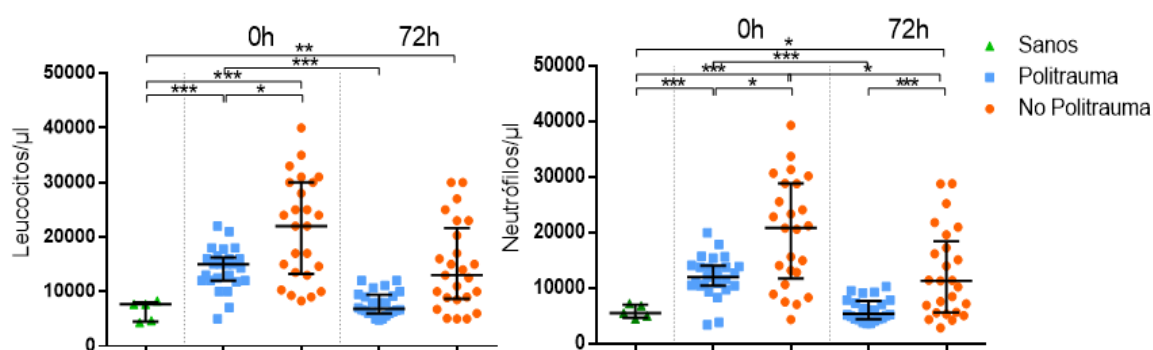 0h 72h
**
***
***
*** *
50000
40000
30000
20000
10000
0
Leucocitos/µl
0h 72h
*
***
*** *
*** * ***
50000
40000
30000
20000
10000
0
Neutrófilos/µl
Sanos
Politrauma
No Politrauma